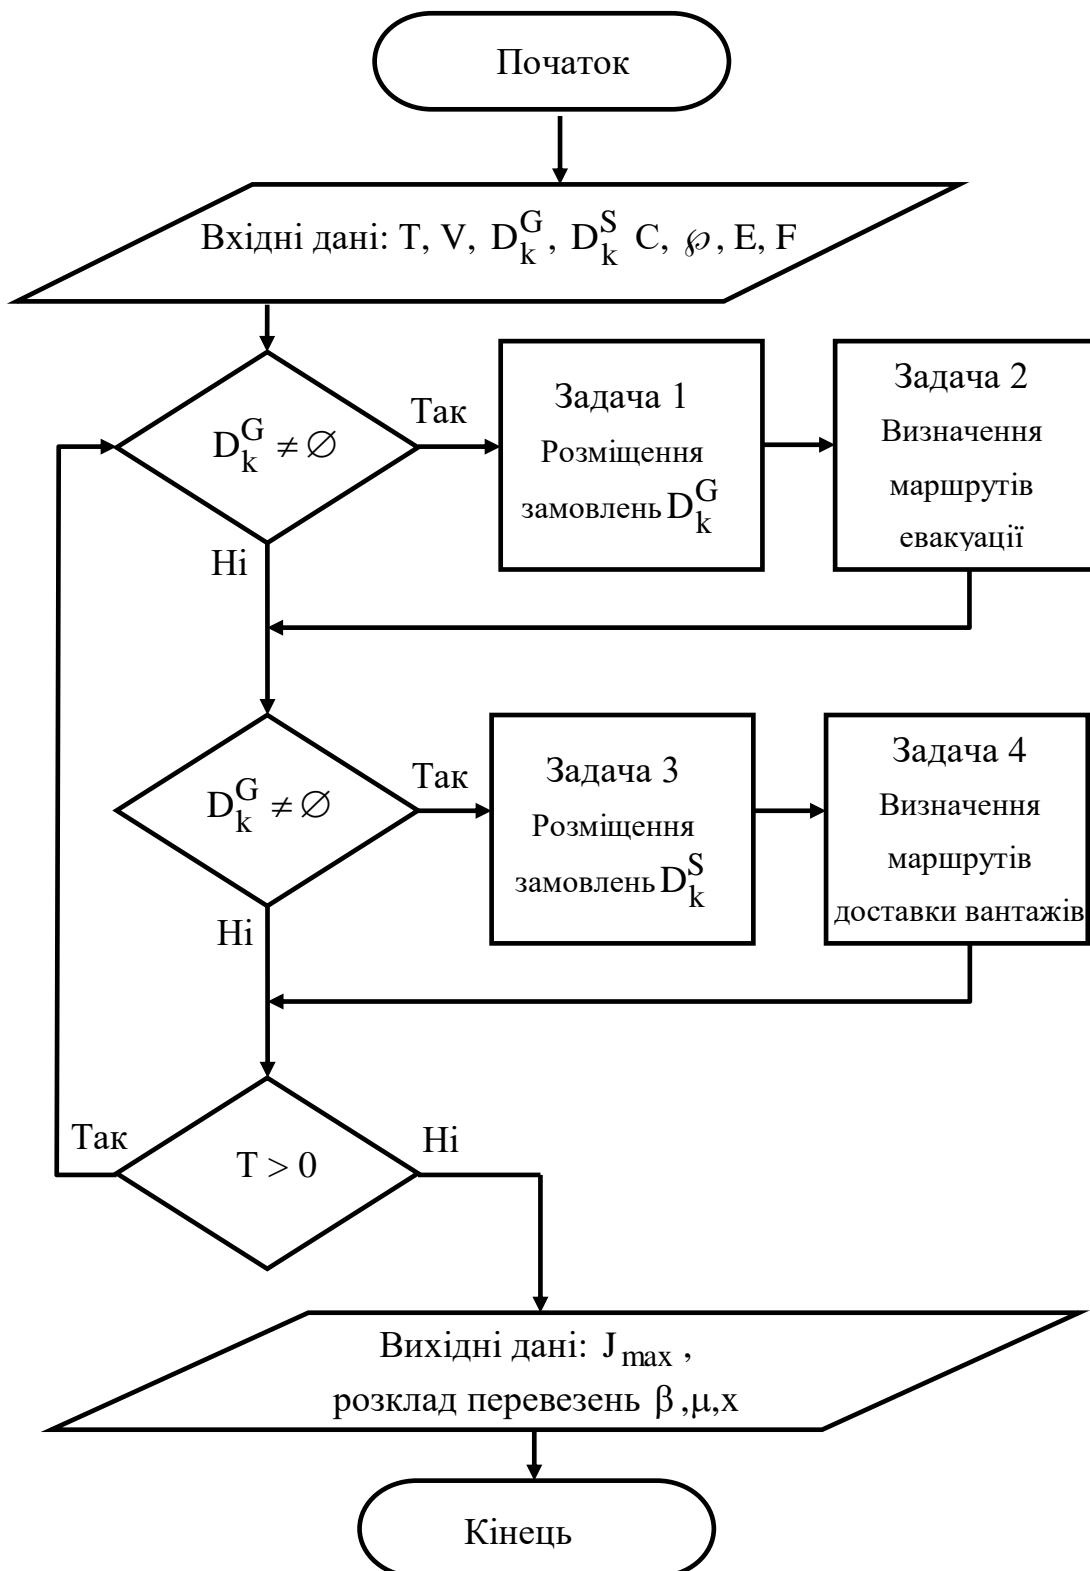 Початок
Вхідні дані: T, V, D_k^G, D_k^S C, ℘, E, F
D_k^G ≠ ∅
Так
Ні
Задача 1
Розміщення
замовлень D_k^G
Задача 2
Визначення
маршрутів
евакуації
D_k^G ≠ ∅
Так
Ні
Задача 3
Розміщення
замовлень D_k^S
Задача 4
Визначення
маршрутів
доставки вантажів
T > 0
Так
Ні
Вихідні дані: J_max ,
розклад перевезень β ,μ,x
Кінець